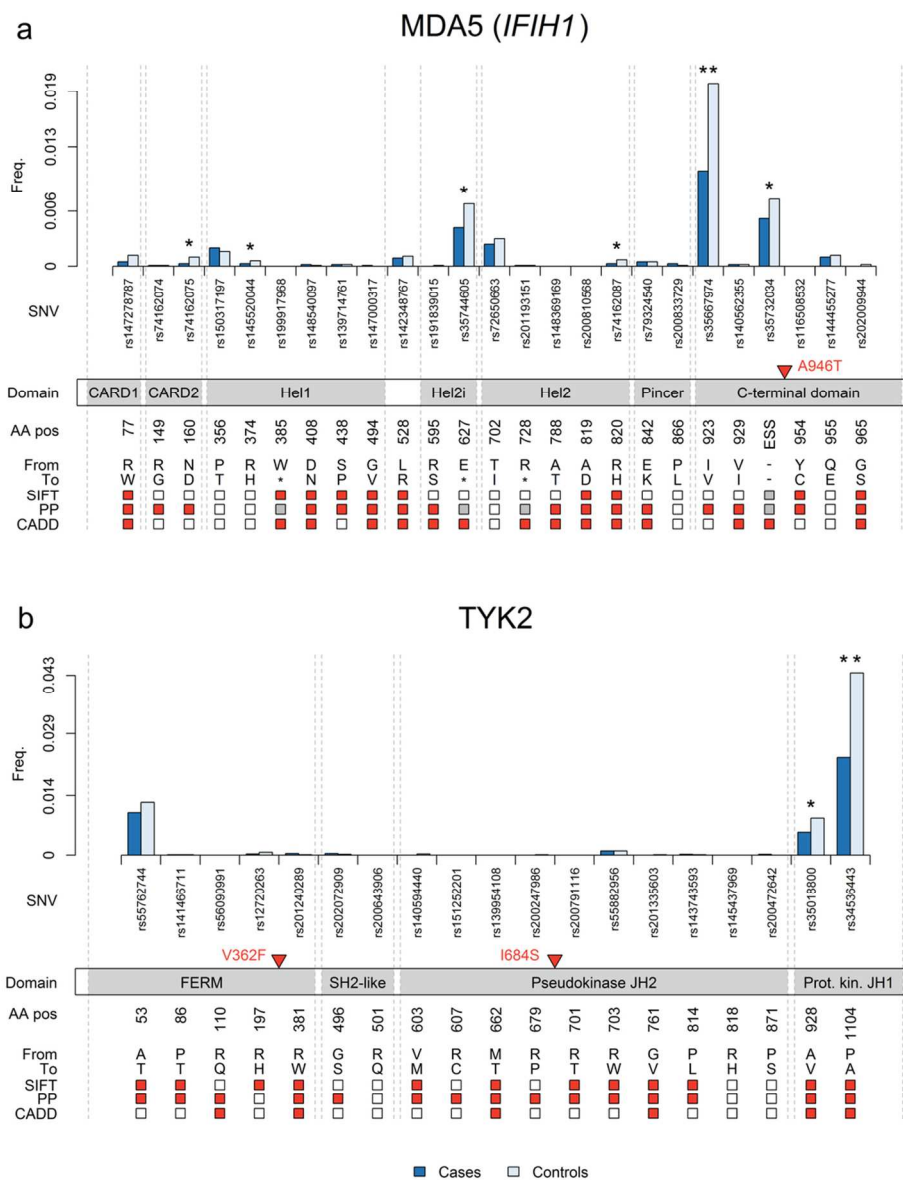 a
MDA5 (IFIH1)
Freq.
0.019
0.013
0.006
0
* * * * ** *
SNV
rs147278787 rs74162074 rs74162075 rs150317197 rs145520044 rs199917968 rs148540097 rs139714761 rs147000317 rs142348767 rs191839015 rs35744605 rs72650663 rs201193151 rs148369169 rs200810568 rs74162087 rs79324540 rs200833729 rs35667974 rs140562355 rs35732034 rs116508532 rs144455277 rs202009944
A946T
Domain CARD1 CARD2 Hel1 Hel2i Hel2 Pincer C-terminal domain
AA pos 77 149 160 356 374 385 408 438 494 528 595 627 702 728 788 819 820 842 866 923 929 ESS 954 955 965
From R R N P R W D S G L R E T R A A R E P I V - Y Q G
To W G D T H * N P V R S * I * T D H K L V I - C E S
SIFT
PP
CADD
b
TYK2
Freq.
0.043
0.029
0.014
0
* **
SNV
rs55762744 rs141466711 rs56090991 rs12720263 rs201243289 rs202072909 rs200643906 rs140594440 rs151252201 rs139954108 rs200247986 rs200791116 rs55882956 rs201335603 rs143743593 rs145437969 rs200472642 rs35018800 rs34536443
V362F I684S
Domain FERM SH2-like Pseudokinase JH2 Prot. kin. JH1
AA pos 53 86 110 197 381 496 501 603 607 662 679 701 703 761 814 818 871 928 1104
From A P R R R G R V R M R R R G P R P A P
To T T Q H W S Q M C T P T W V L H S V A
SIFT
PP
CADD
Cases Controls